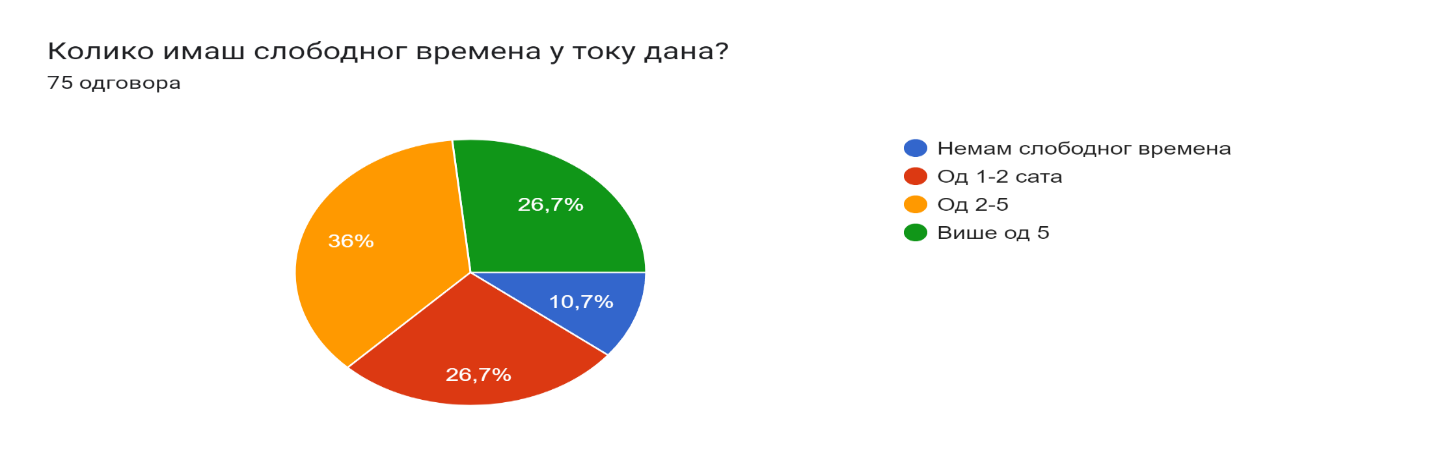 Колико имаш слободног времена у току дана?
75 одговора
Немам слободног времена
Од 1-2 сата
Од 2-5
Више од 5
26,7%
36%
10,7%
26,7%